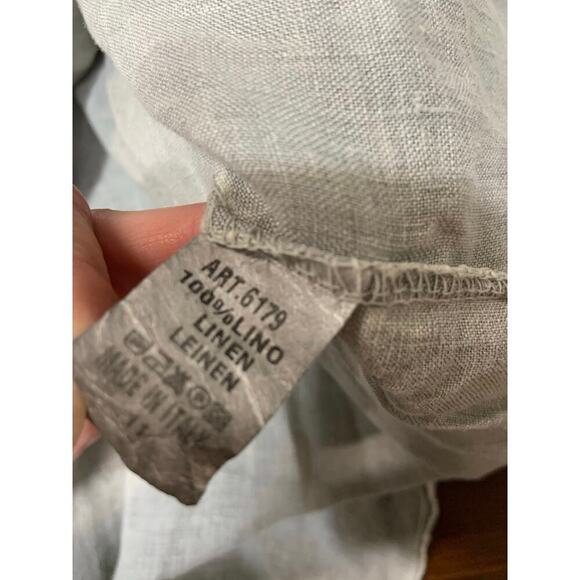 ART.6179
100%LINO
LINEN
LEINEN
MADE IN ITALY